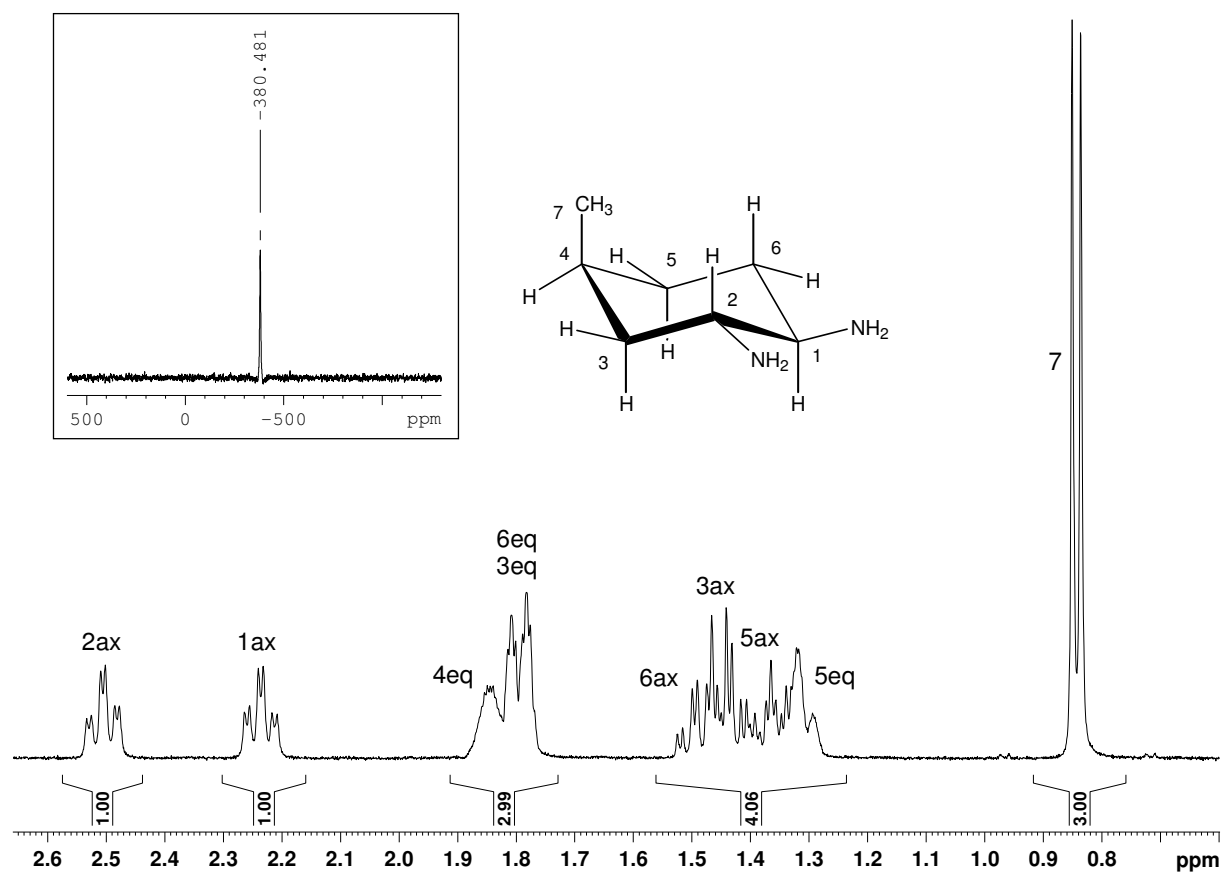 -380.481
500 0 -500 ppm
7 CH3
H
4
H
5
H
6
H
H
2
H
3
H
H
NH2
1
NH2
H
7
6eq
3eq
2ax
1ax
4eq
6ax
3ax
5ax
5eq
1.00
1.00
2.99
4.06
3.00
2.6 2.5 2.4 2.3 2.2 2.1 2.0 1.9 1.8 1.7 1.6 1.5 1.4 1.3 1.2 1.1 1.0 0.9 0.8 ppm